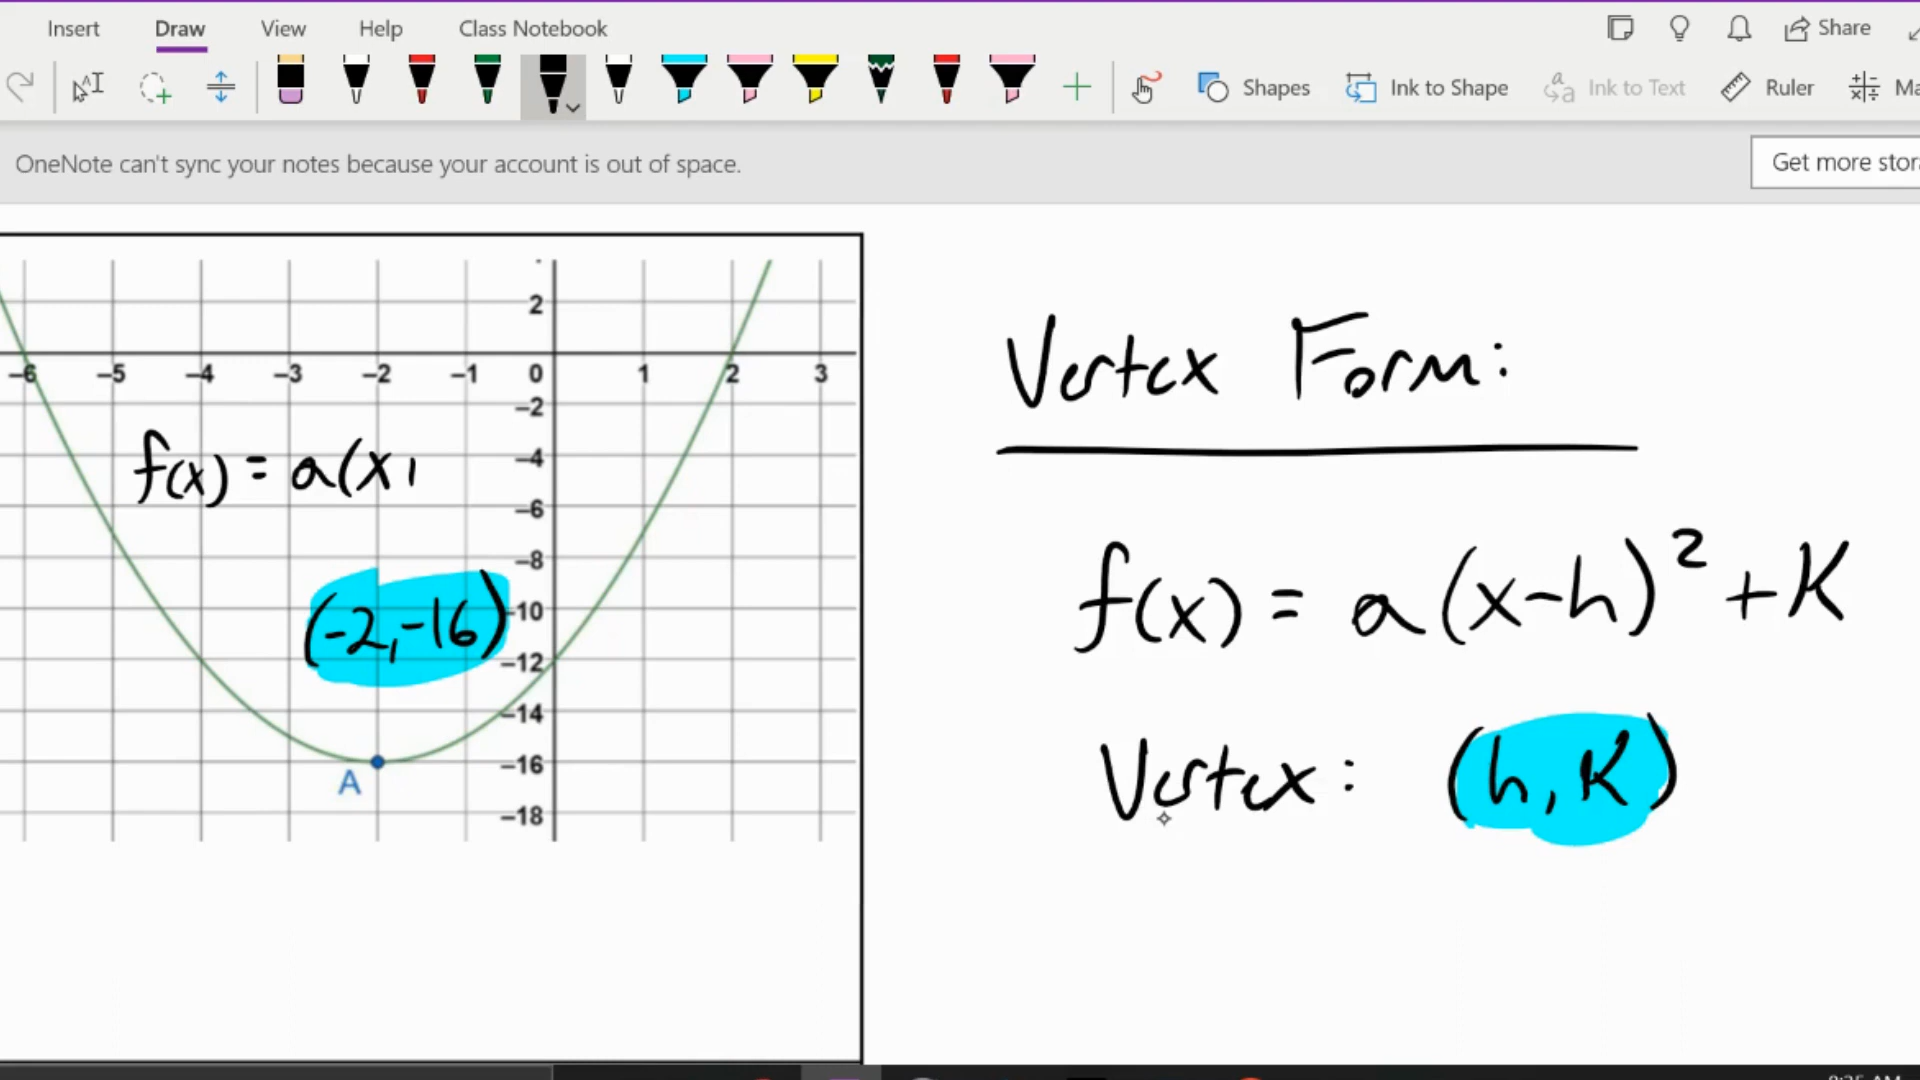 Insert Draw View Help Class Notebook Share
Shapes Ink to Shape Ink to Text Ruler
OneNote can't sync your notes because your account is out of space. Get more
2
-6 -5 -4 -3 -2 -1 0 1 2 3
-2
-4
-6
-8
-10
-12
-14
-16
-18
f(x) = a(x
(-2,-16)
A
Vertex Form:
f(x) = a(x-h)² + K
Vertex: (h, K)